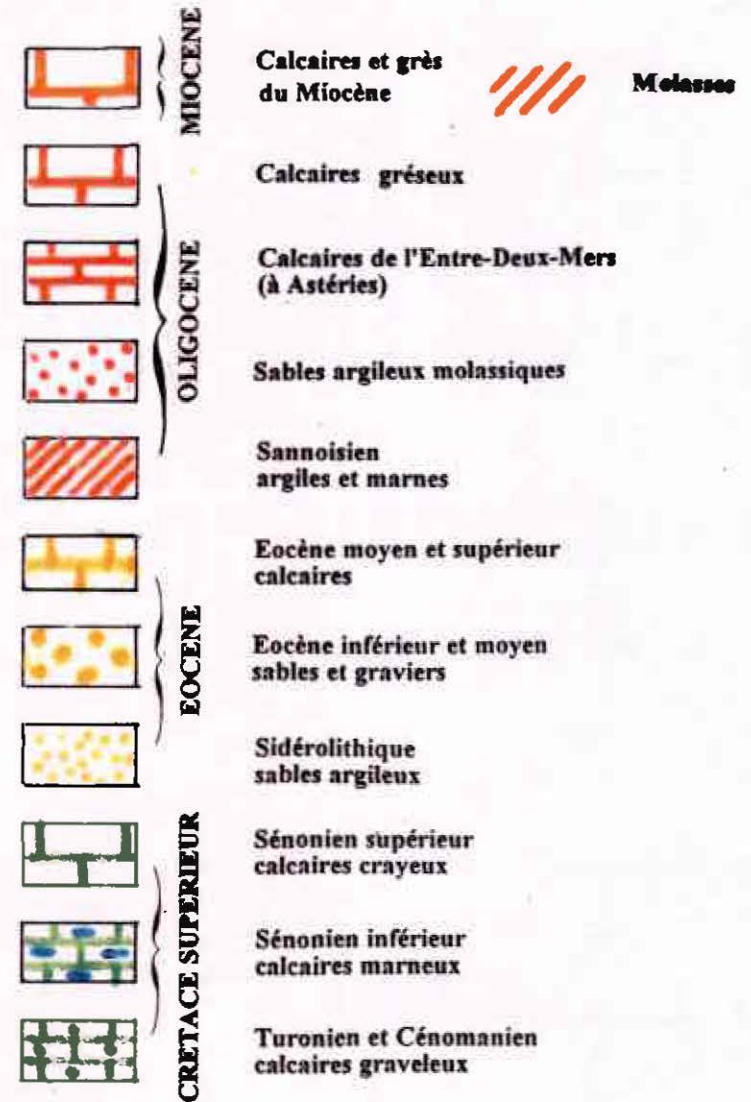 MIOCENE
Calcaires et grès
du Miocène
Molasses
OLIGOCENE
Calcaires gréseux
Calcaires de l'Entre-Deux-Mers
(à Astéries)
Sables argileux molassiques
Sannoisien
argiles et marnes
EOCENE
Eocène moyen et supérieur
calcaires
Eocène inférieur et moyen
sables et graviers
Sidérolithique
sables argileux
CRETACE SUPERIEUR
Sénonien supérieur
calcaires crayeux
Sénonien inférieur
calcaires marneux
Turonien et Cénomanien
calcaires graveleux